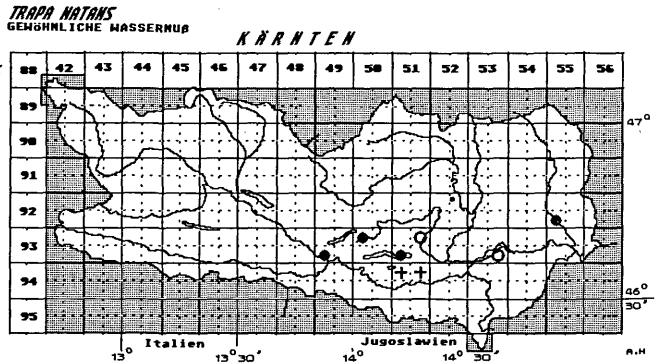 TRAPA NATANS
GEWÖHNLICHE WASSERNUß
KÄRNTEN
88 42 43 44 45 46 47 48 49 50 51 52 53 54 55 56
89
90
91
92
93
94
95
47°
46°
30'
Italien
Jugoslawien
13° 13° 30' 14° 14° 30'
A.H